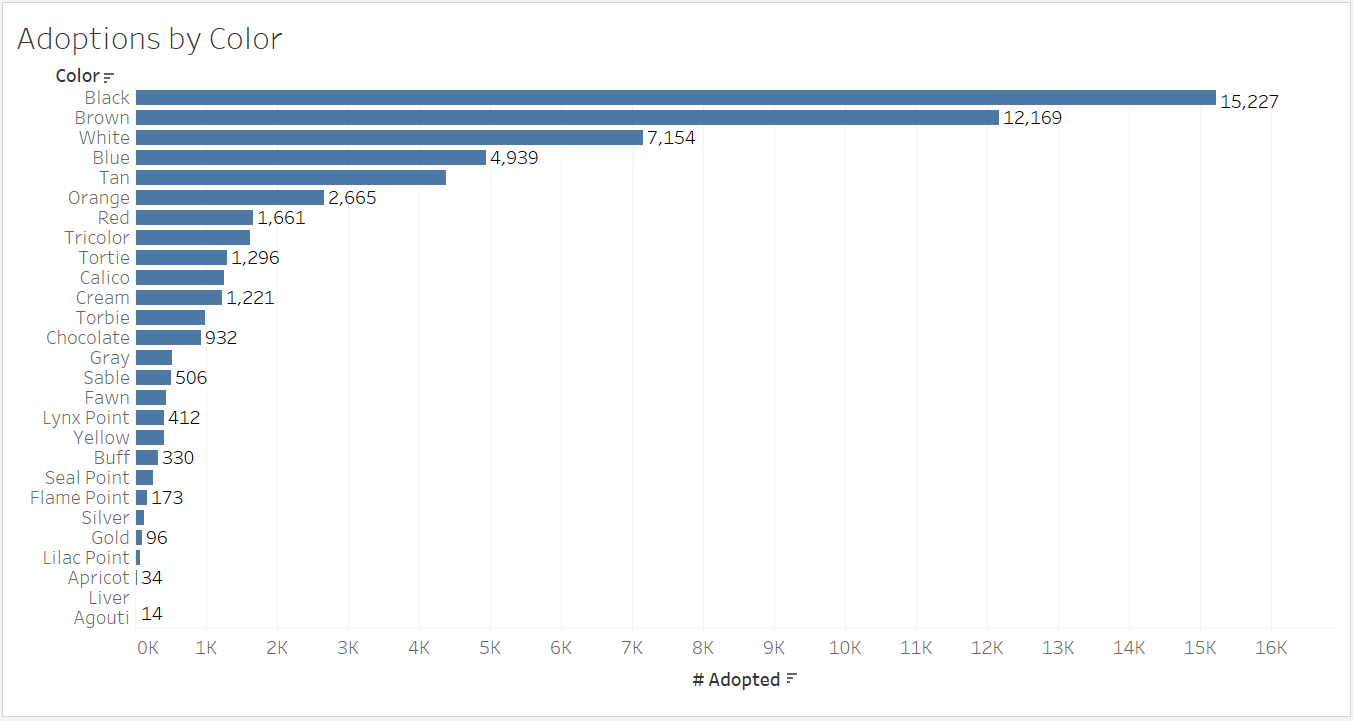 Adoptions by Color
Color
Black 15,227
Brown 12,169
White 7,154
Blue 4,939
Tan
Orange 2,665
Red 1,661
Tricolor
Tortie 1,296
Calico
Cream 1,221
Torbie
Chocolate 932
Gray
Sable 506
Fawn
Lynx Point 412
Yellow
Buff 330
Seal Point
Flame Point 173
Silver
Gold 96
Lilac Point
Apricot 34
Liver
Agouti 14
0K 1K 2K 3K 4K 5K 6K 7K 8K 9K 10K 11K 12K 13K 14K 15K 16K
# Adopted